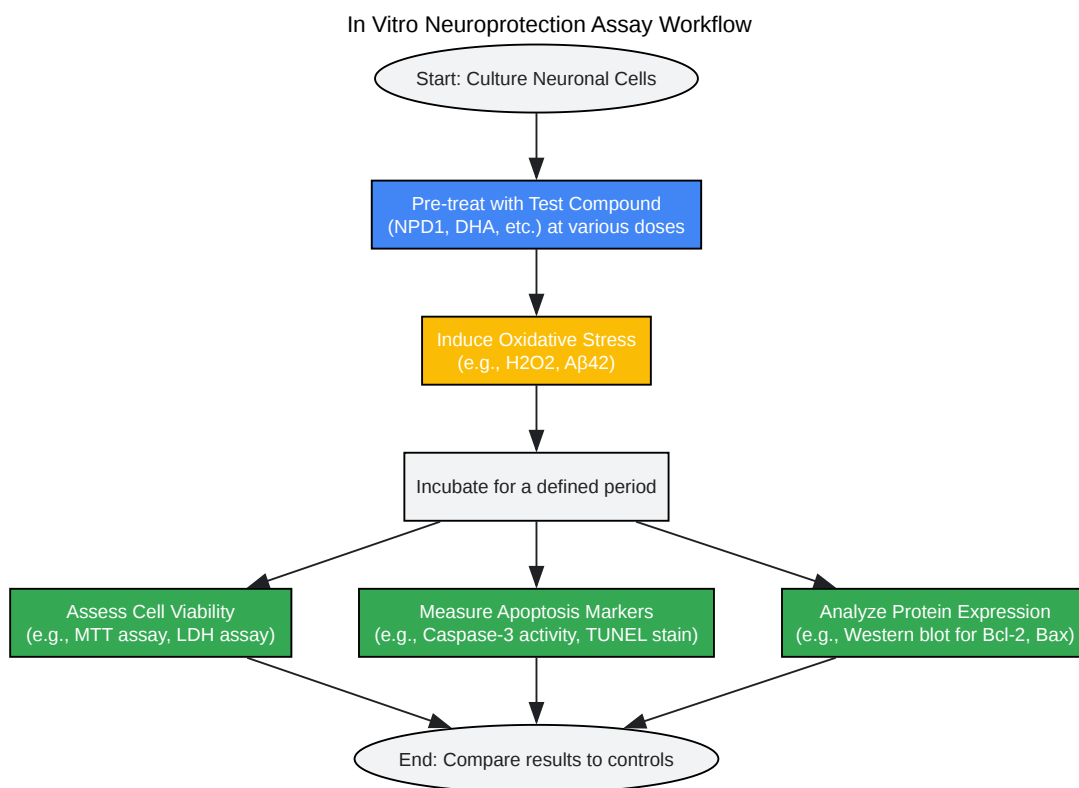 In Vitro Neuroprotection Assay Workflow
Start: Culture Neuronal Cells
Pre-treat with Test Compound
(NPD1, DHA, etc.) at various doses
Induce Oxidative Stress
(e.g., H2O2, Aβ42)
Incubate for a defined period
Assess Cell Viability
(e.g., MTT assay, LDH assay)
Measure Apoptosis Markers
(e.g., Caspase-3 activity, TUNEL stain)
Analyze Protein Expression
(e.g., Western blot for Bcl-2, Bax)
End: Compare results to controls